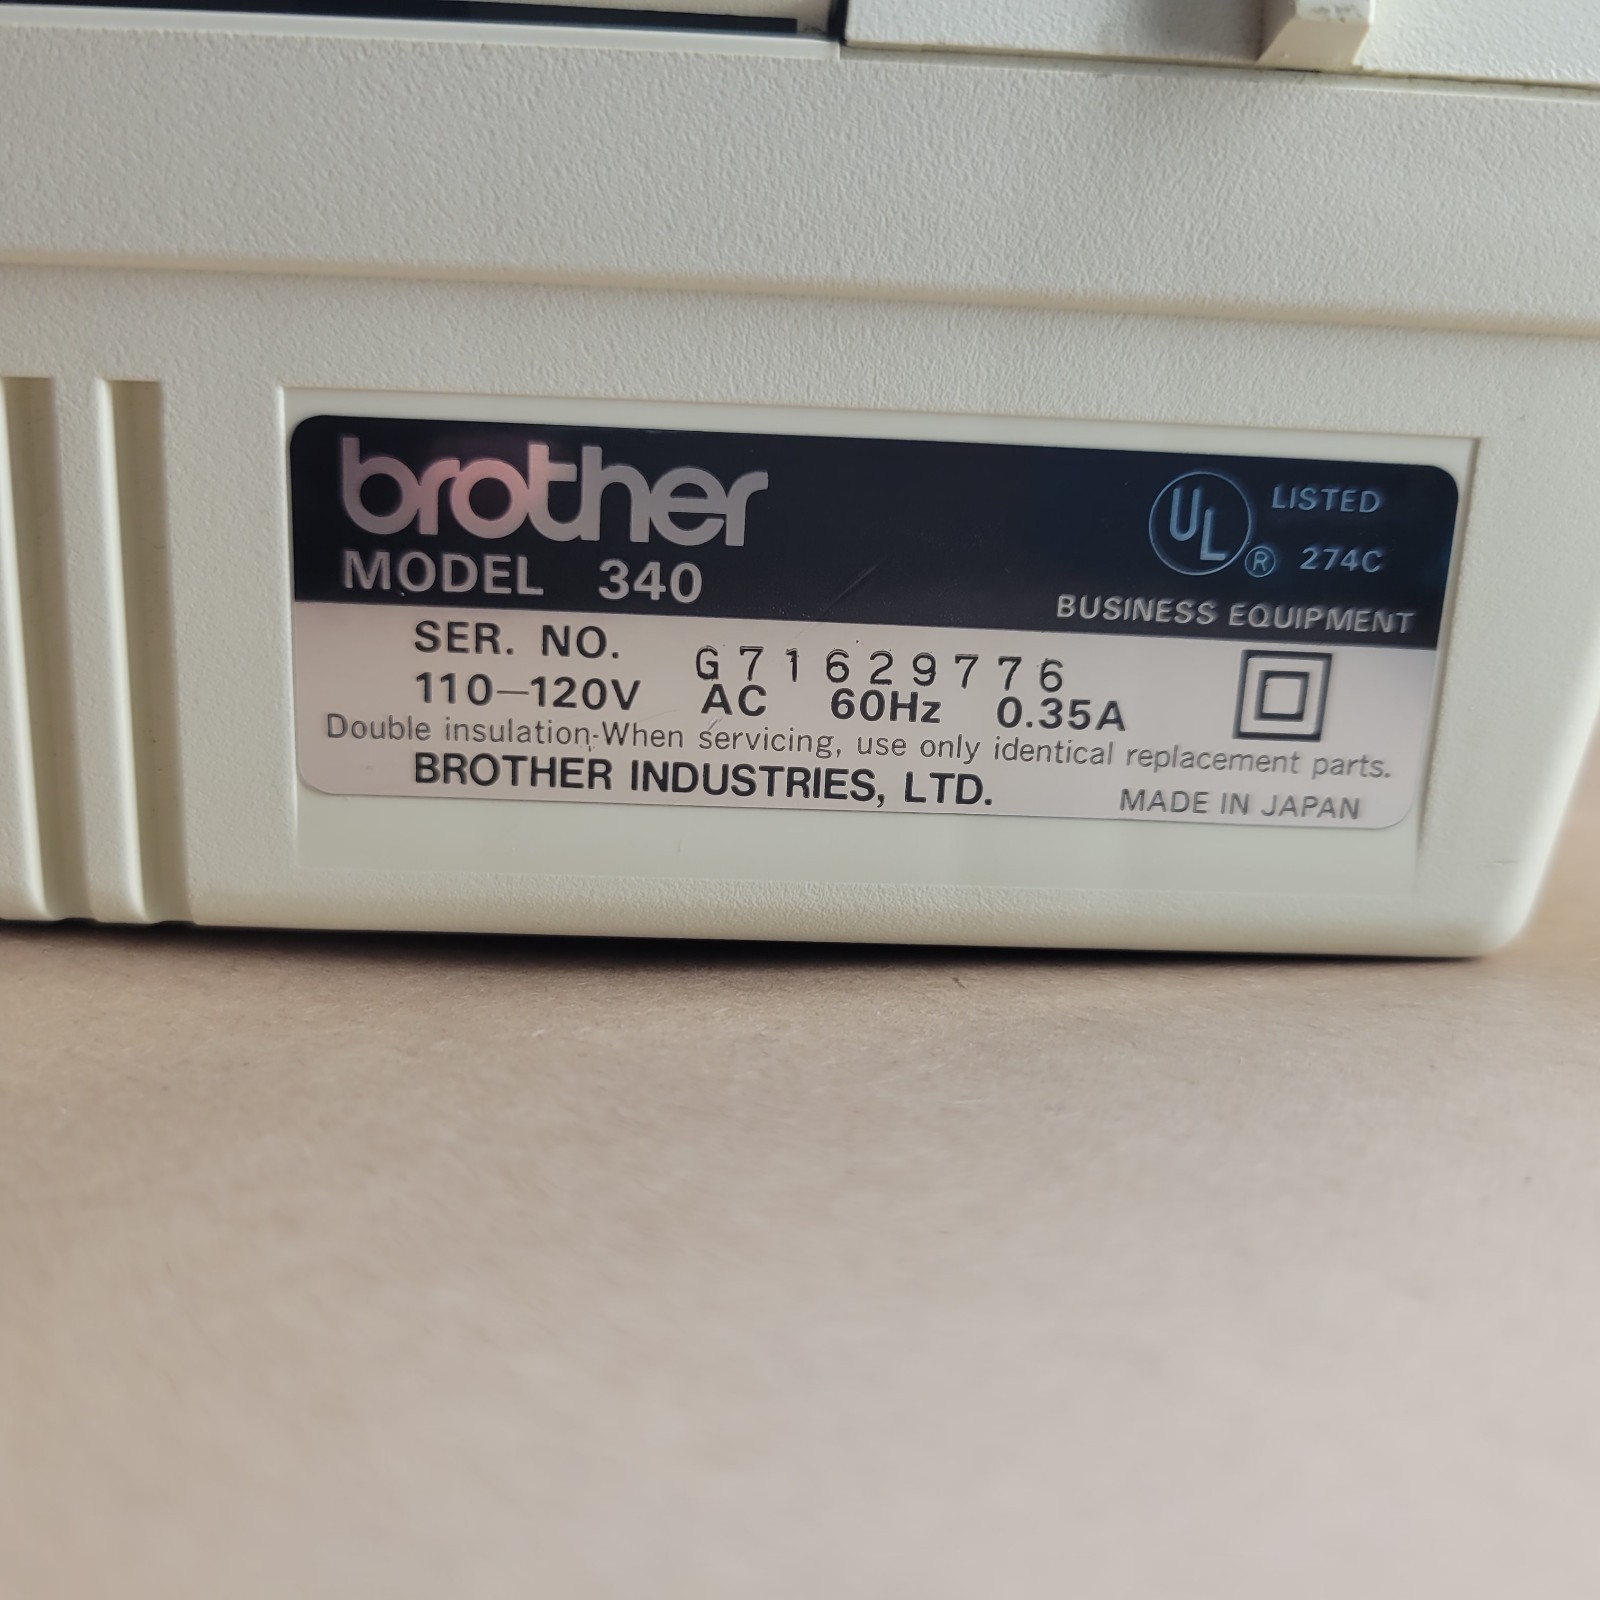 brother
MODEL 340
UL ® LISTED 274C
BUSINESS EQUIPMENT
SER. NO. G71629776
110—120V AC 60Hz 0.35A
Double insulation-When servicing, use only identical replacement parts.
BROTHER INDUSTRIES, LTD.
MADE IN JAPAN